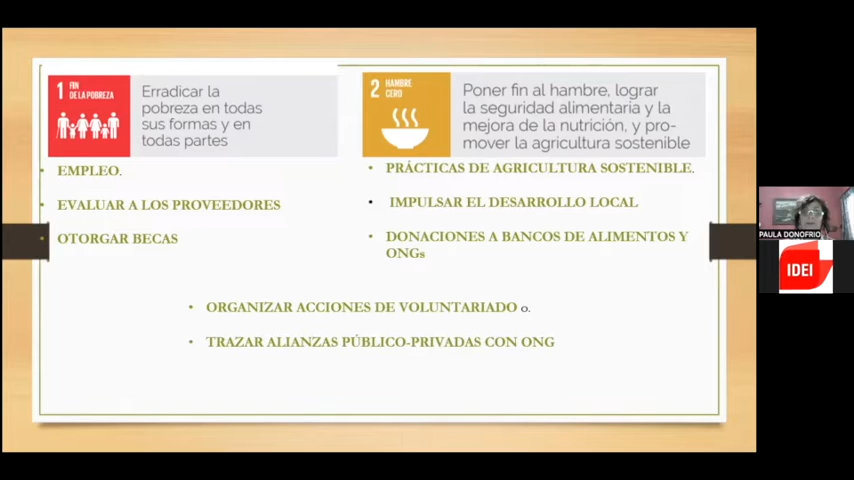 1 FIN
DE LA POBREZA
Erradicar la
pobreza en todas
sus formas y en
todas partes
• EMPLEO.
• EVALUAR A LOS PROVEEDORES
• OTORGAR BECAS
2 HAMBRE
CERO
Poner fin al hambre, lograr
la seguridad alimentaria y la
mejora de la nutrición, y pro-
mover la agricultura sostenible
• PRÁCTICAS DE AGRICULTURA SOSTENIBLE.
• IMPULSAR EL DESARROLLO LOCAL
• DONACIONES A BANCOS DE ALIMENTOS Y
ONGs
• ORGANIZAR ACCIONES DE VOLUNTARIADO o.
• TRAZAR ALIANZAS PÚBLICO-PRIVADAS CON ONG
PAULA DONOFRIO
IDEI